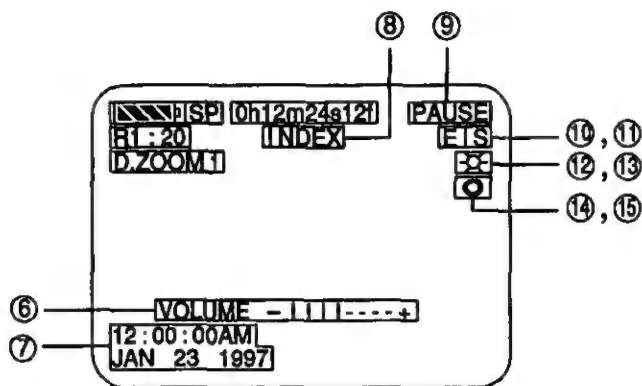 ⑧ ⑨
SP 0h12m24s12f PAUSE
R1:20 INDEX ETS ⑩, ⑪
D.ZOOM1 ⑫, ⑬
⑭, ⑮
⑥ VOLUME -||||----+
⑦ 12:00:00AM
JAN 23 1997